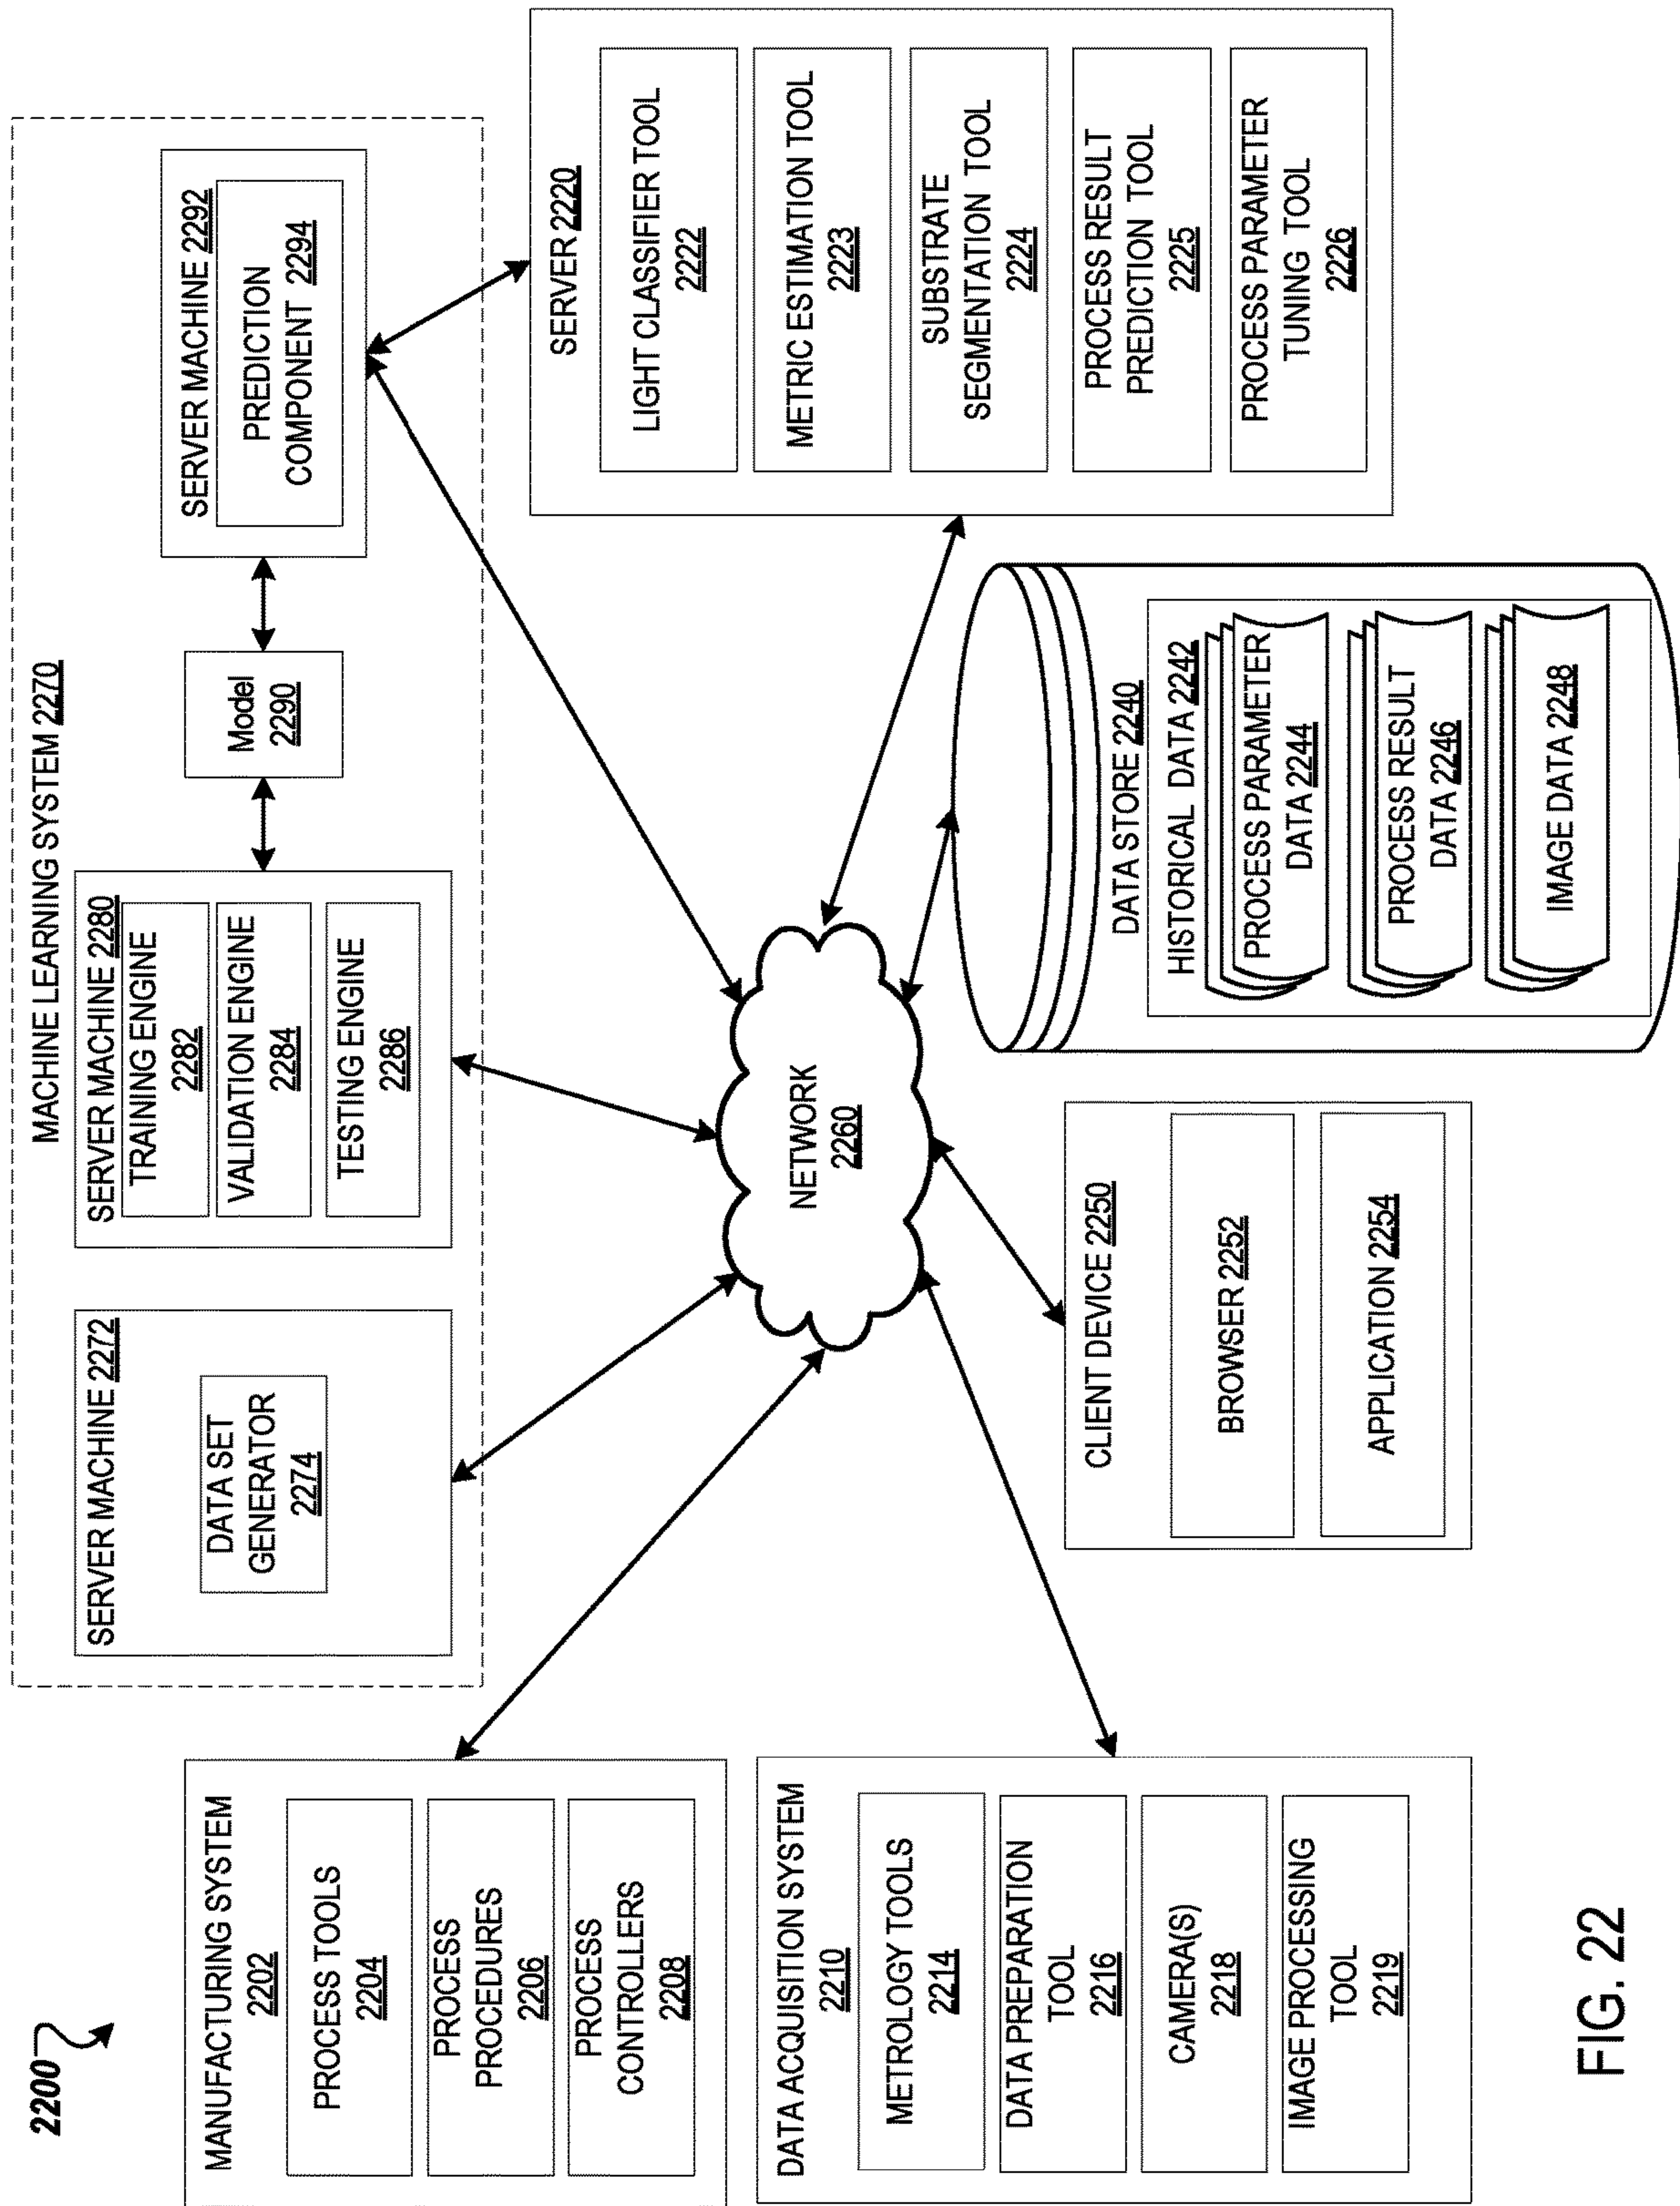 2200
MANUFACTURING SYSTEM
2202
PROCESS TOOLS
2204
PROCESS
PROCEDURES
2206
PROCESS
CONTROLLERS
2208
DATA ACQUISITION SYSTEM
2210
METROLOGY TOOLS
2214
DATA PREPARATION
TOOL
2216
CAMERA(S)
2218
IMAGE PROCESSING
TOOL
2219
MACHINE LEARNING SYSTEM 2270
SERVER MACHINE 2272
DATA SET
GENERATOR
2274
SERVER MACHINE 2280
TRAINING ENGINE
2282
VALIDATION ENGINE
2284
TESTING ENGINE
2286
Model
2290
SERVER MACHINE 2292
PREDICTION
COMPONENT 2294
NETWORK
2260
CLIENT DEVICE 2250
BROWSER 2252
APPLICATION 2254
DATA STORE 2240
HISTORICAL DATA 2242
PROCESS PARAMETER
DATA 2244
PROCESS RESULT
DATA 2246
IMAGE DATA 2248
SERVER 2220
LIGHT CLASSIFIER TOOL
2222
METRIC ESTIMATION TOOL
2223
SUBSTRATE
SEGMENTATION TOOL
2224
PROCESS RESULT
PREDICTION TOOL
2225
PROCESS PARAMETER
TUNING TOOL
2226
FIG. 22